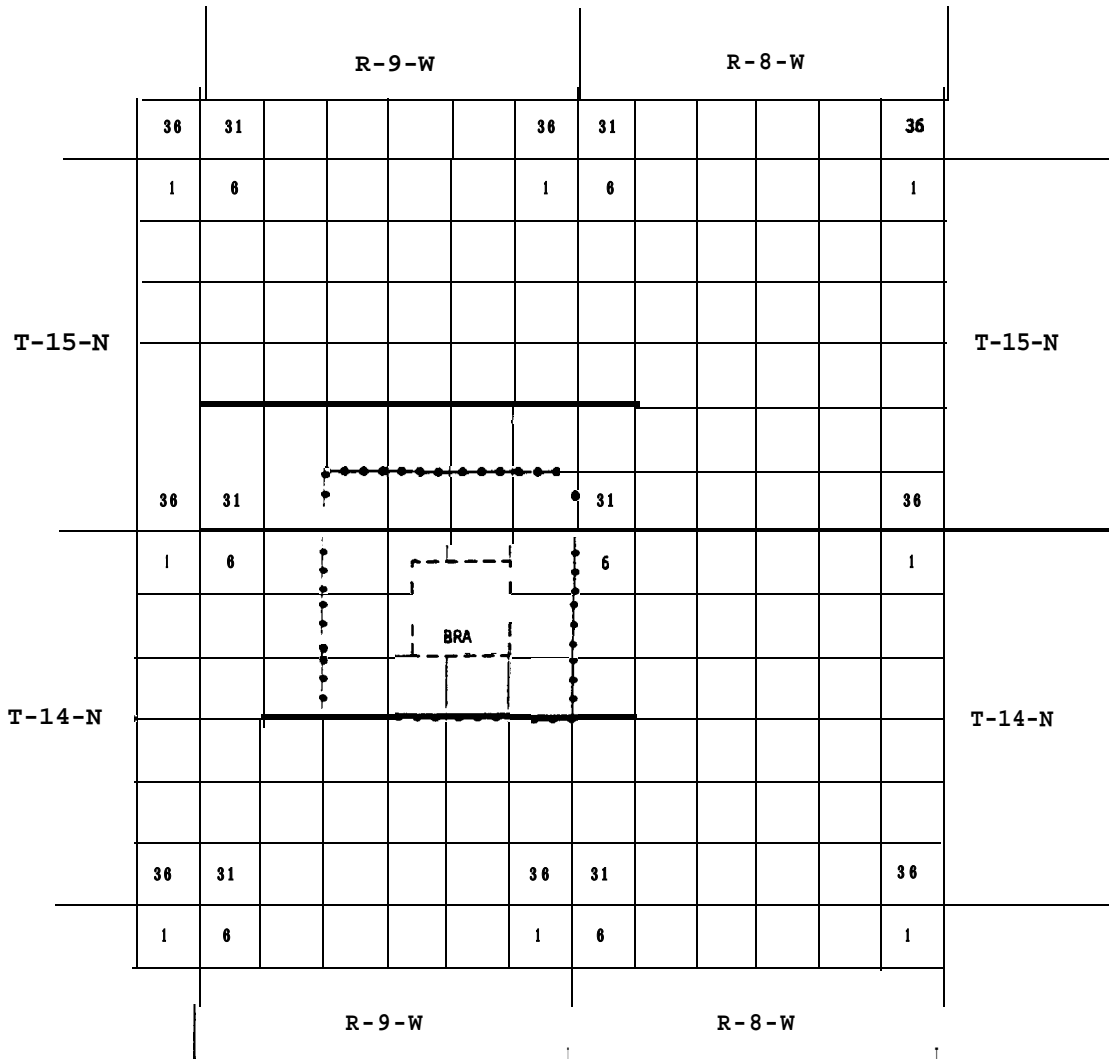 R-9-W R-8-W
36 31 36 31 36
1 6 1 6 1
T-15-N T-15-N
36 31 31 36
1 6 6 1
BRA
T-14-N T-14-N
36 31 36 31 36
1 6 1 6 1
R-9-W R-8-W